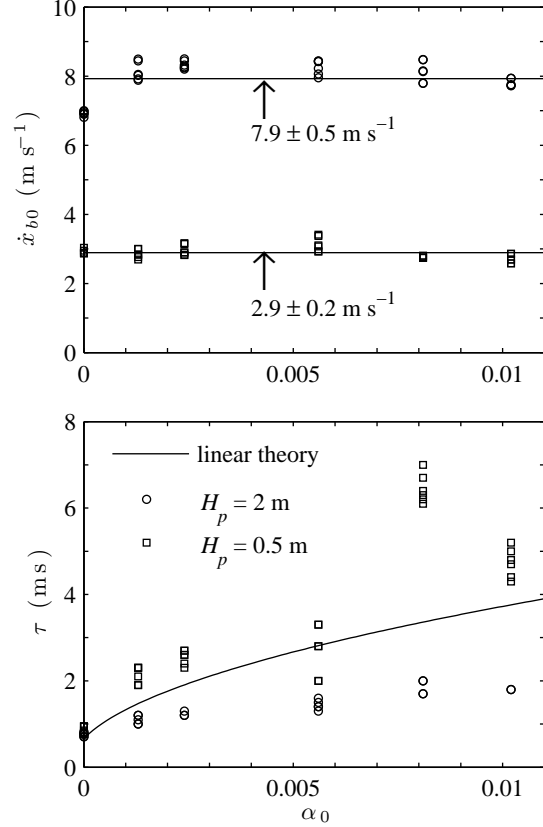 10
8
6
4
2
0
ẋ_b0 (m s⁻¹)
7.9 ± 0.5 m s⁻¹
2.9 ± 0.2 m s⁻¹
0
0.005
0.01
8
6
4
2
0
τ (ms)
linear theory
H_p = 2 m
H_p = 0.5 m
0
0.005
0.01
α₀